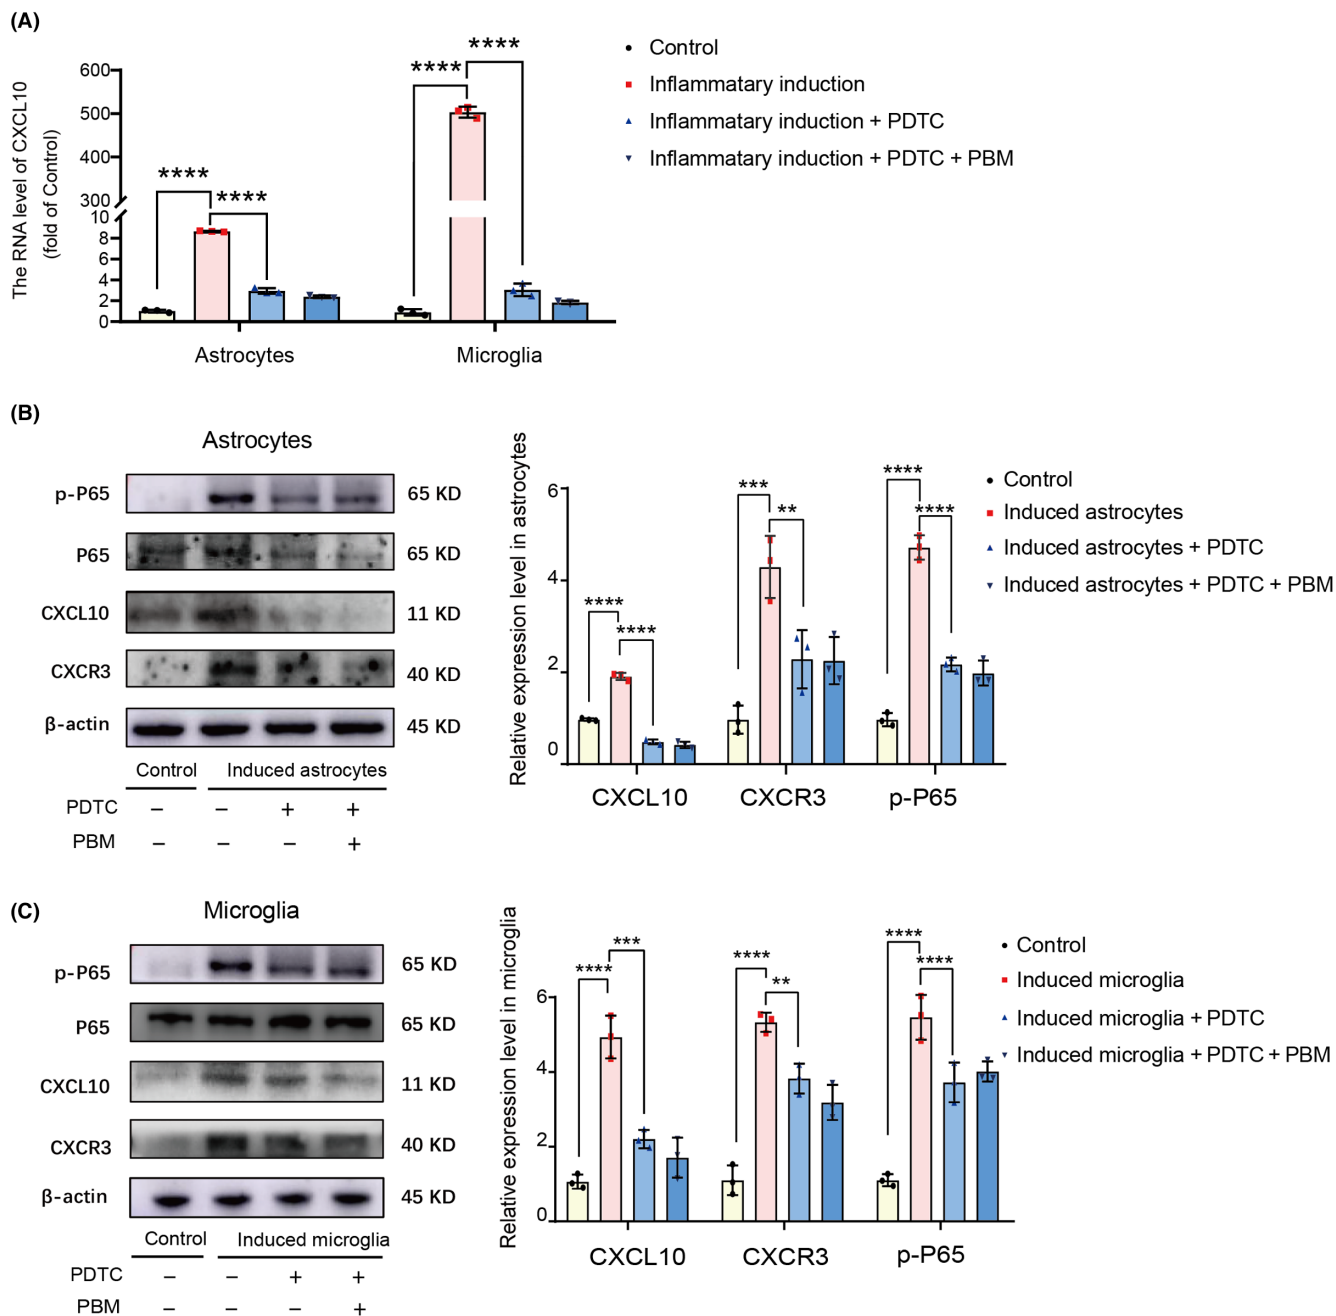 (A)
The RNA level of CXCL10
(fold of Control)
600
500
400
300
10
8
6
4
2
0
****
****
****
****
Astrocytes
Microglia
Control
Inflammatary induction
Inflammatary induction + PDTC
Inflammatary induction + PDTC + PBM
(B)
Astrocytes
p-P65
65 KD
P65
65 KD
CXCL10
11 KD
CXCR3
40 KD
β-actin
45 KD
Control
Induced astrocytes
PDTC − − + +
PBM − − − +
Relative expression level in astrocytes
6
4
2
0
****
****
***
**
****
****
CXCL10
CXCR3
p-P65
Control
Induced astrocytes
Induced astrocytes + PDTC
Induced astrocytes + PDTC + PBM
(C)
Microglia
p-P65
65 KD
P65
65 KD
CXCL10
11 KD
CXCR3
40 KD
β-actin
45 KD
Control
Induced microglia
PDTC − − + +
PBM − − − +
Relative expression level in microglia
6
4
2
0
****
***
****
**
****
****
CXCL10
CXCR3
p-P65
Control
Induced microglia
Induced microglia + PDTC
Induced microglia + PDTC + PBM